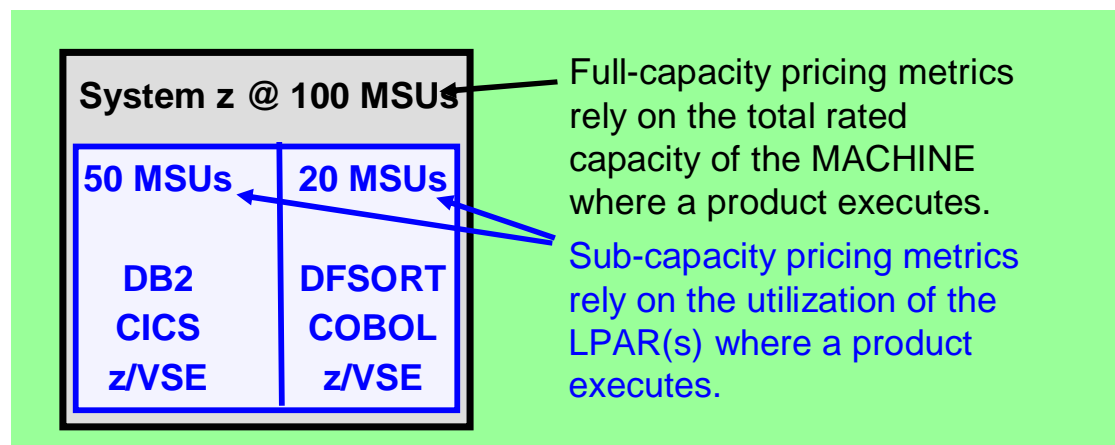 System z @ 100 MSUs
50 MSUs
DB2
CICS
z/VSE
20 MSUs
DFSORT
COBOL
z/VSE
Full-capacity pricing metrics
rely on the total rated
capacity of the MACHINE
where a product executes.
Sub-capacity pricing metrics
rely on the utilization of the
LPAR(s) where a product
executes.